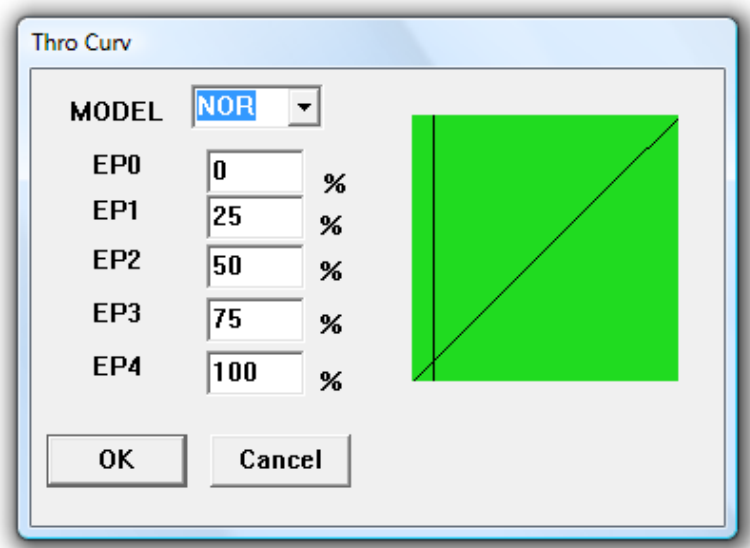 Thro Curv
MODEL NOR
EP0 0 %
EP1 25 %
EP2 50 %
EP3 75 %
EP4 100 %
OK Cancel